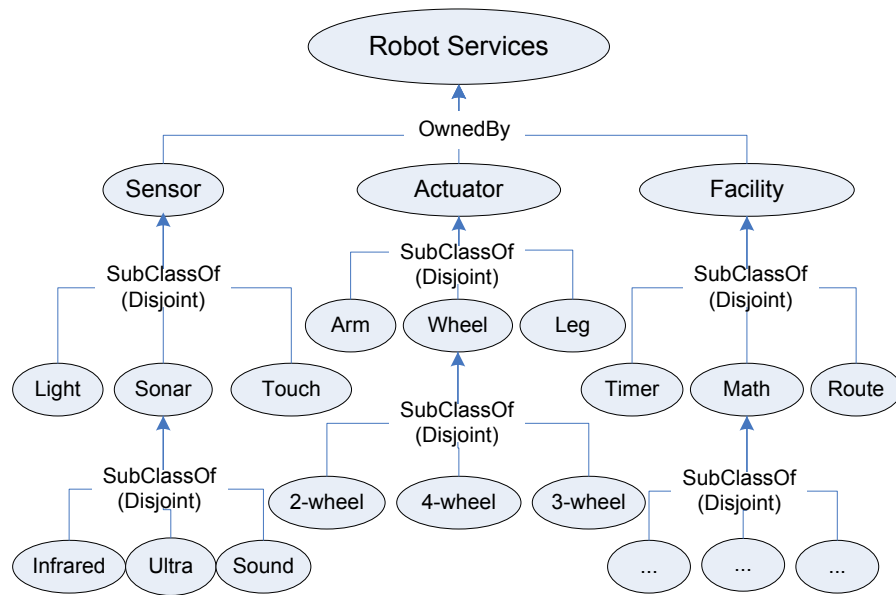 Robot Services
OwnedBy
Sensor
Actuator
Facility
SubClassOf
(Disjoint)
SubClassOf
(Disjoint)
SubClassOf
(Disjoint)
Arm
Wheel
Leg
Light
Sonar
Touch
Timer
Math
Route
SubClassOf
(Disjoint)
SubClassOf
(Disjoint)
SubClassOf
(Disjoint)
2-wheel
4-wheel
3-wheel
Infrared
Ultra
Sound
...
...
...